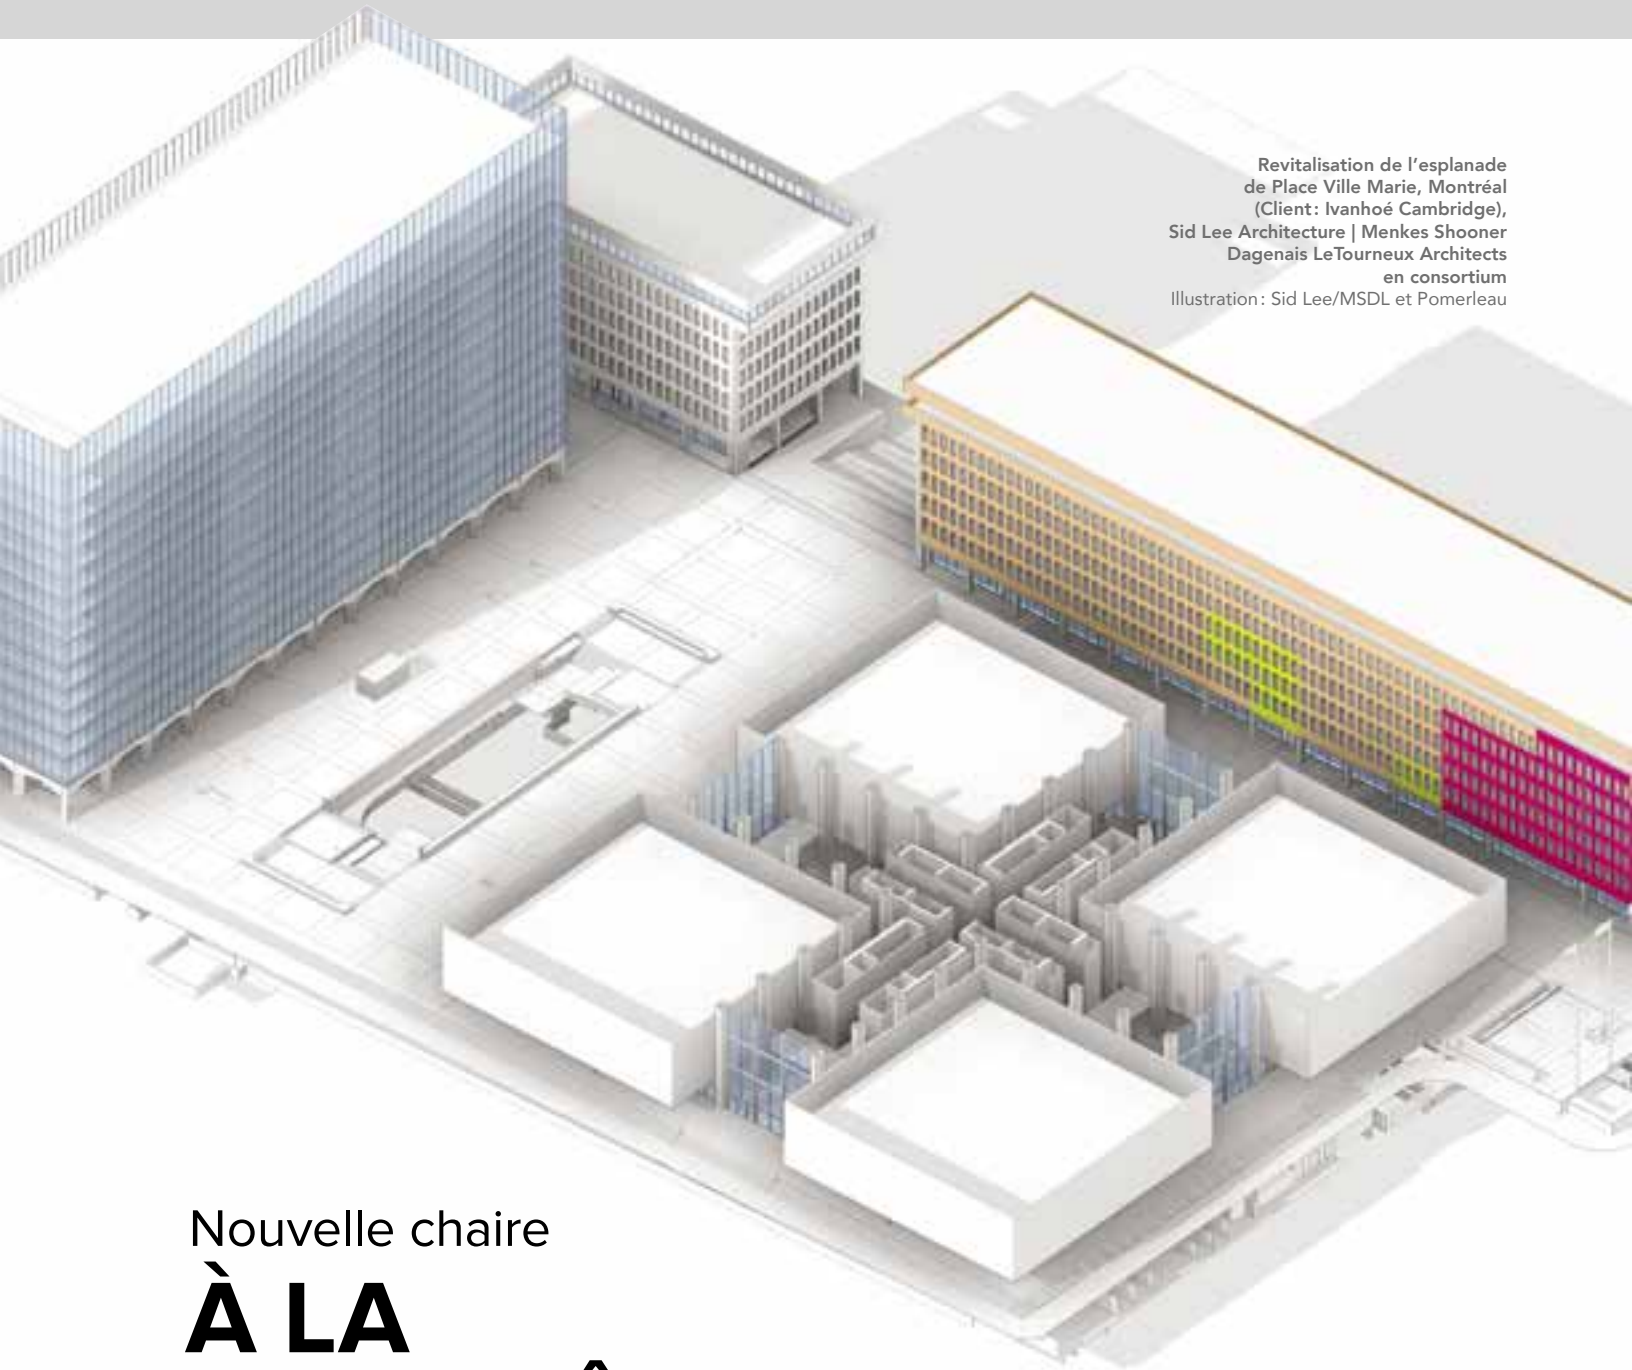 Revitalisation de l’esplanade
de Place Ville Marie, Montréal
(Client : Ivanhoé Cambridge),
Sid Lee Architecture | Menkes Shooner
Dagenais LeTourneux Architects
en consortium
Illustration : Sid Lee/MSDL et Pomerleau
Nouvelle chaire
À LA